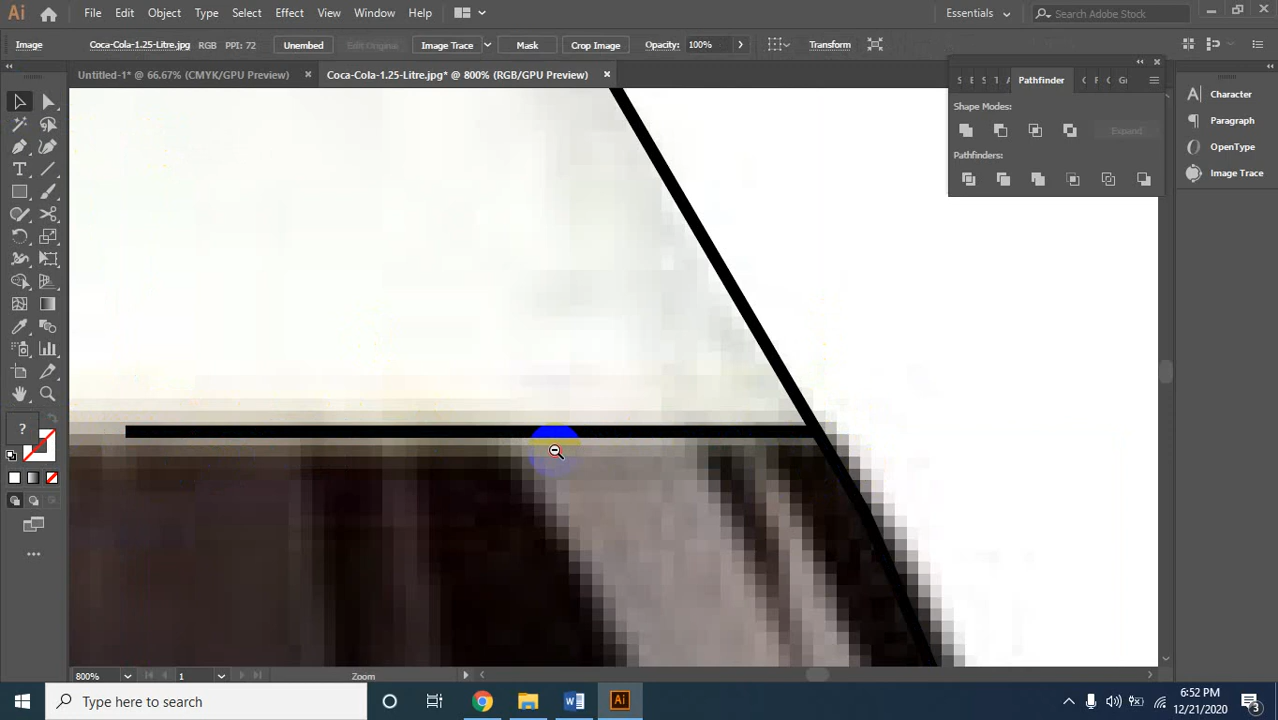 Ai File Edit Object Type Select Effect View Window Help Essentials Search Adobe Stock
Image Coca-Cola-1.25-Litre.jpg RGB PPI: 72 Unembed Edit Original Image Trace Mask Crop Image Opacity: 100% Transform
Untitled-1* @ 66.67% (CMYK/GPU Preview) × Coca-Cola-1.25-Litre.jpg* @ 800% (RGB/GPU Preview) ×
S E S T A Pathfinder C F C Gr
Shape Modes:
Expand
Pathfinders:
Character
Paragraph
OpenType
Image Trace
?
800% 1 Zoom
Type here to search
Ai
6:52 PM
12/21/2020
3